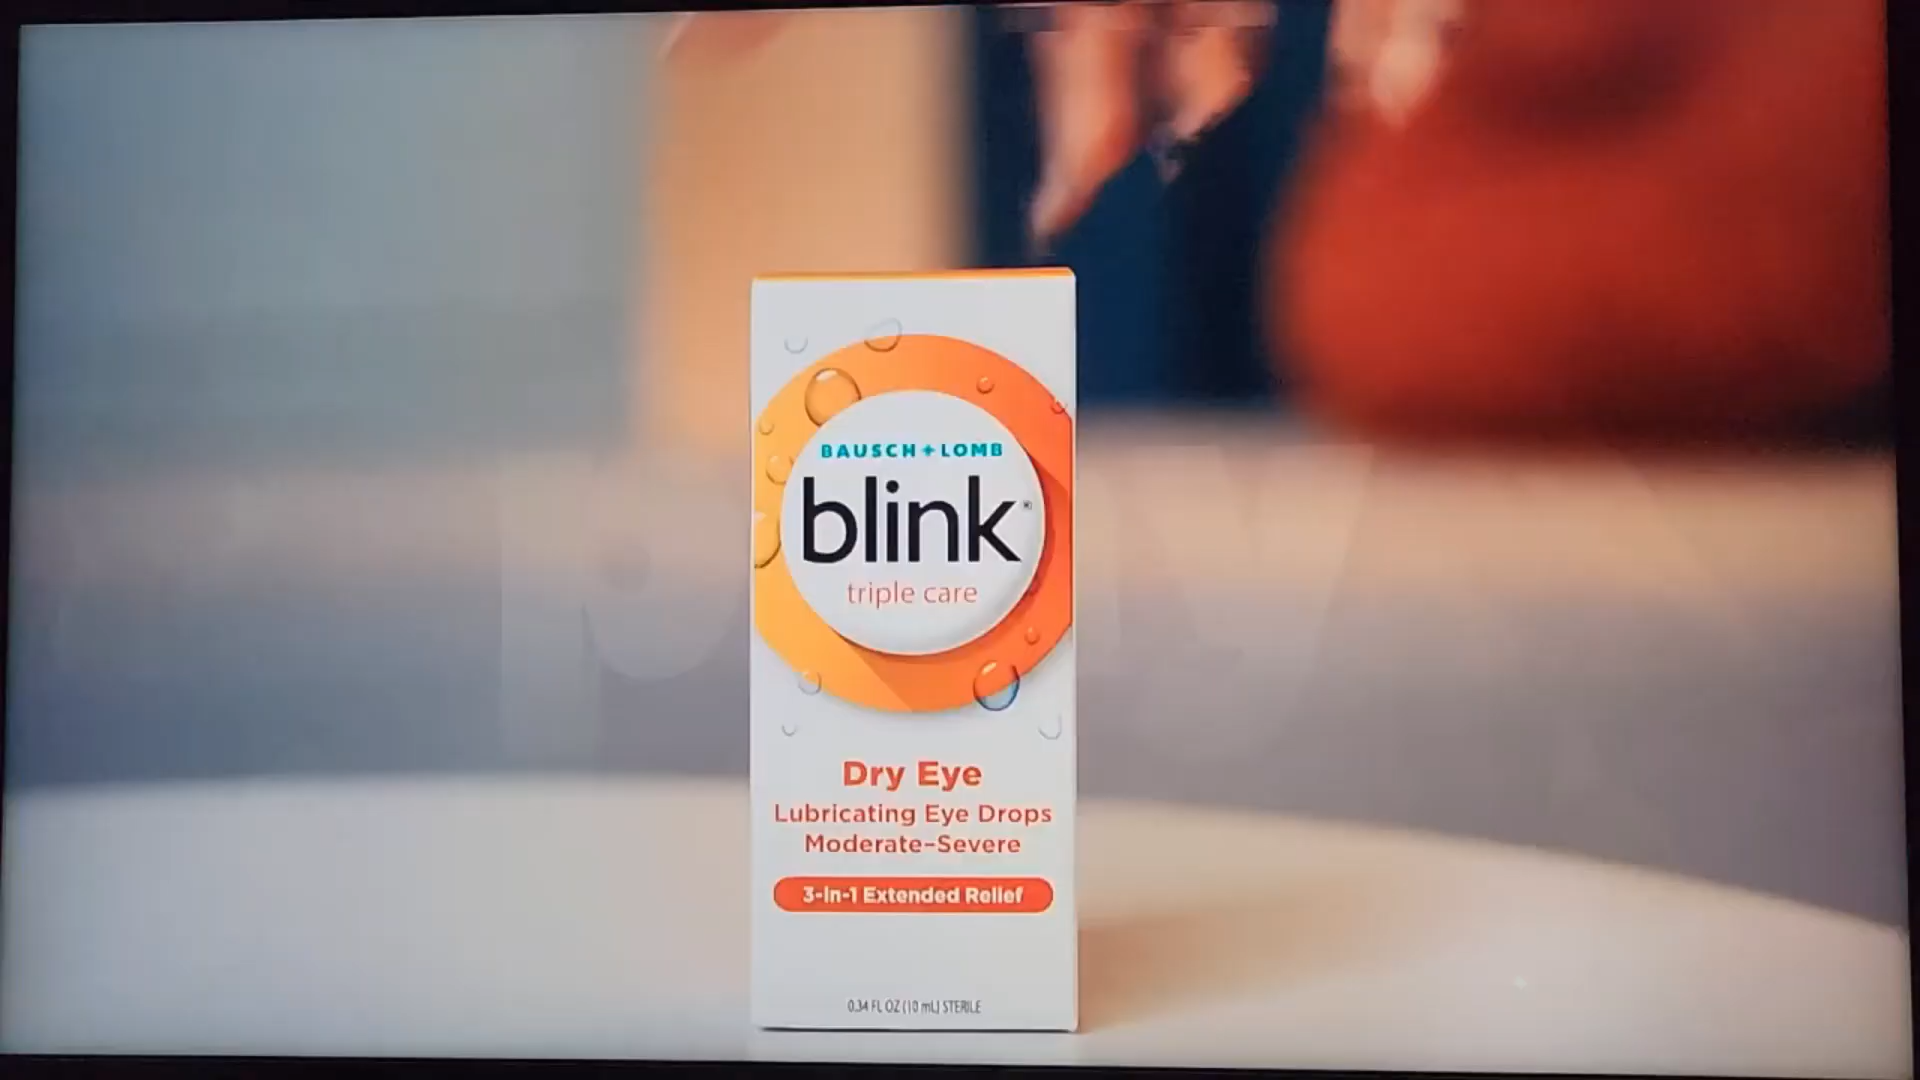 BAUSCH + LOMB
blink
triple care
Dry Eye
Lubricating Eye Drops
Moderate-Severe
3-in-1 Extended Relief
0.34 FL OZ (10 mL) STERILE